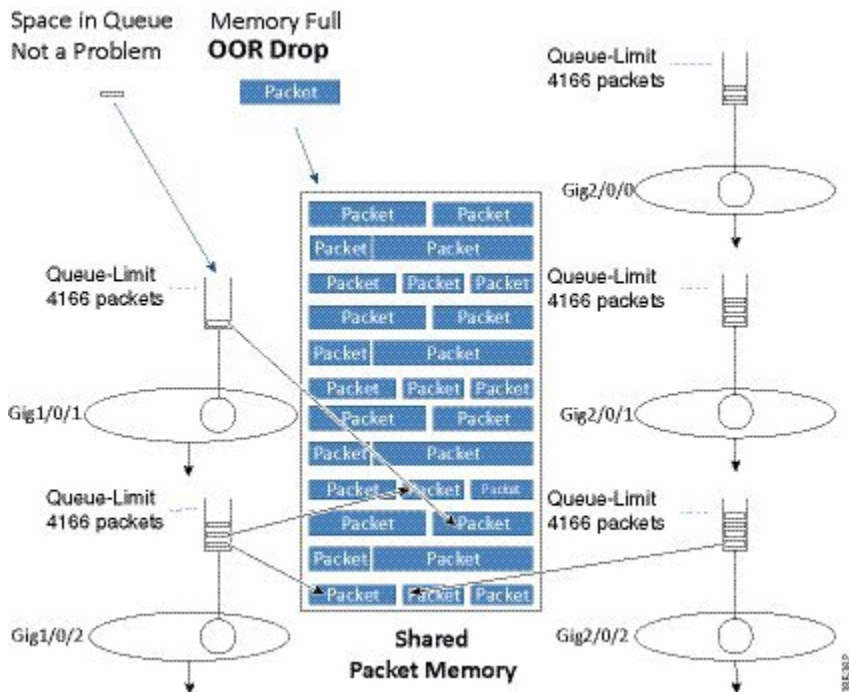 Space in Queue
Not a Problem
Memory Full
OOR Drop
Packet
Queue-Limit
4166 packets
Gig2/0/0
Queue-Limit
4166 packets
Gig1/0/1
Queue-Limit
4166 packets
Gig2/0/1
Queue-Limit
4166 packets
Gig1/0/2
Queue-Limit
4166 packets
Gig2/0/2
Packet Packet
Packet Packet
Packet Packet Packet
Packet Packet
Packet Packet
Packet Packet Packet
Packet Packet
Packet Packet
Packet Packet Packet
Packet Packet
Packet Packet
Packet Packet Packet
Shared
Packet Memory